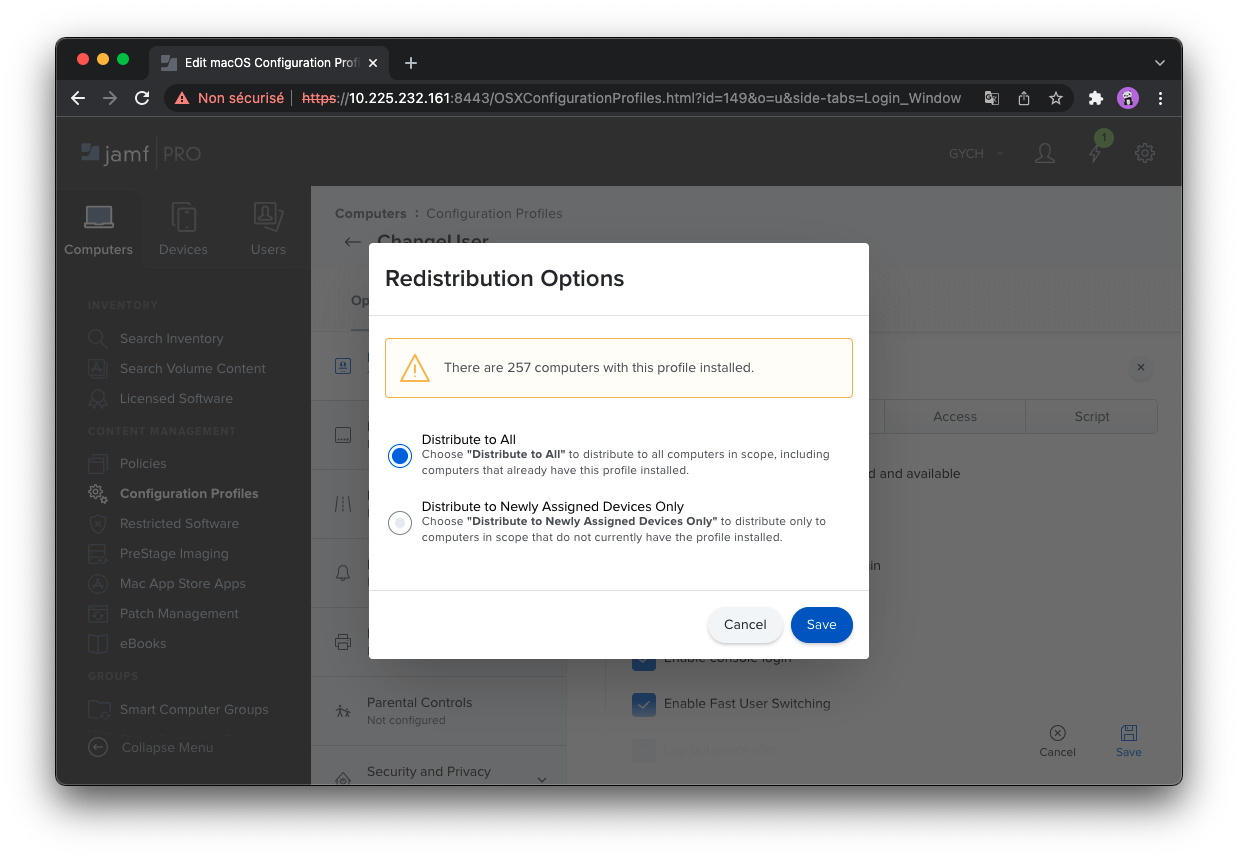 Edit macOS Configuration Profi
Non sécurisé
https://10.225.232.161:8443/OSXConfigurationProfiles.html?id=149&o=u&side-tabs=Login_Window
jamf PRO
GYCH
1
Computers
Devices
Users
INVENTORY
Search Inventory
Search Volume Content
Licensed Software
CONTENT MANAGEMENT
Policies
Configuration Profiles
Restricted Software
PreStage Imaging
Mac App Store Apps
Patch Management
eBooks
GROUPS
Smart Computer Groups
Collapse Menu
Computers : Configuration Profiles
ChangeUser
Op
Redistribution Options
There are 257 computers with this profile installed.
Distribute to All
Choose "Distribute to All" to distribute to all computers in scope, including
computers that already have this profile installed.
Distribute to Newly Assigned Devices Only
Choose "Distribute to Newly Assigned Devices Only" to distribute only to
computers in scope that do not currently have the profile installed.
Cancel
Save
Access
Script
d and available
in
Enable console login
Enable Fast User Switching
Parental Controls
Not configured
Security and Privacy
Cancel
Save